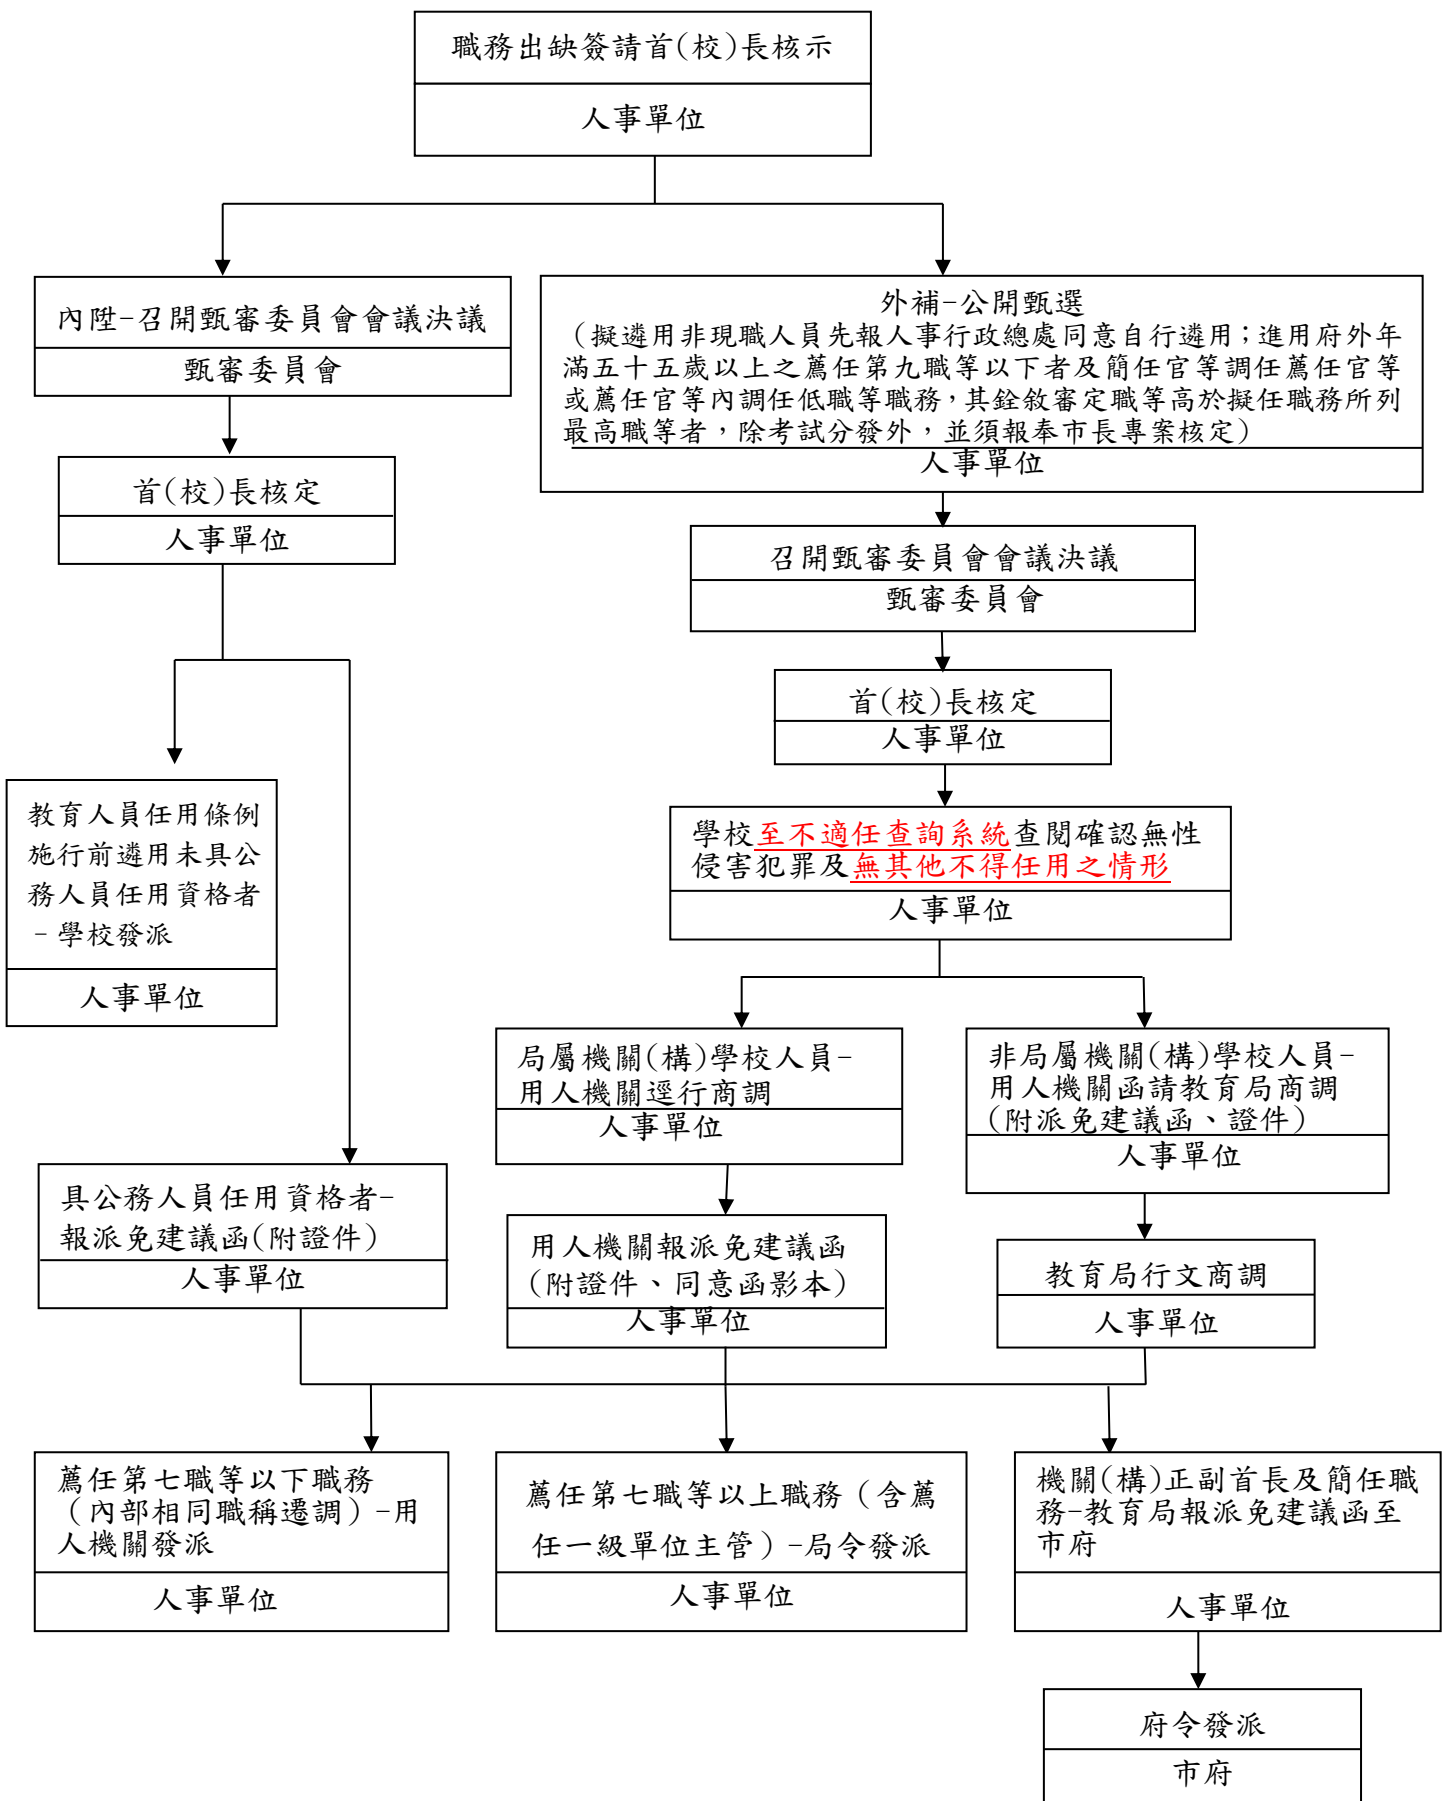 職務出缺簽請首(校)長核示
人事單位
內陞-召開甄審委員會會議決議
甄審委員會
首(校)長核定
人事單位
外補-公開甄選
（擬遴用非現職人員先報人事行政總處同意自行遴用；進用府外年
滿五十五歲以上之薦任第九職等以下者及簡任官等調任薦任官等
或薦任官等內調任低職等職務，其銓敘審定職等高於擬任職務所列
最高職等者，除考試分發外，並須報奉市長專案核定）
人事單位
召開甄審委員會會議決議
甄審委員會
首(校)長核定
人事單位
學校至不適任查詢系統查閱確認無性
侵害犯罪及無其他不得任用之情形
人事單位
教育人員任用條例
施行前遴用未具公
務人員任用資格者
-學校發派
人事單位
局屬機關(構)學校人員-
用人機關逕行商調
人事單位
非局屬機關(構)學校人員-
用人機關函請教育局商調
(附派免建議函、證件)
人事單位
具公務人員任用資格者-
報派免建議函(附證件)
人事單位
用人機關報派免建議函
(附證件、同意函影本)
人事單位
教育局行文商調
人事單位
薦任第七職等以下職務
（內部相同職稱遷調）-用
人機關發派
人事單位
薦任第七職等以上職務（含薦
任一級單位主管）-局令發派
人事單位
機關(構)正副首長及簡任職
務-教育局報派免建議函至
市府
人事單位
府令發派
市府